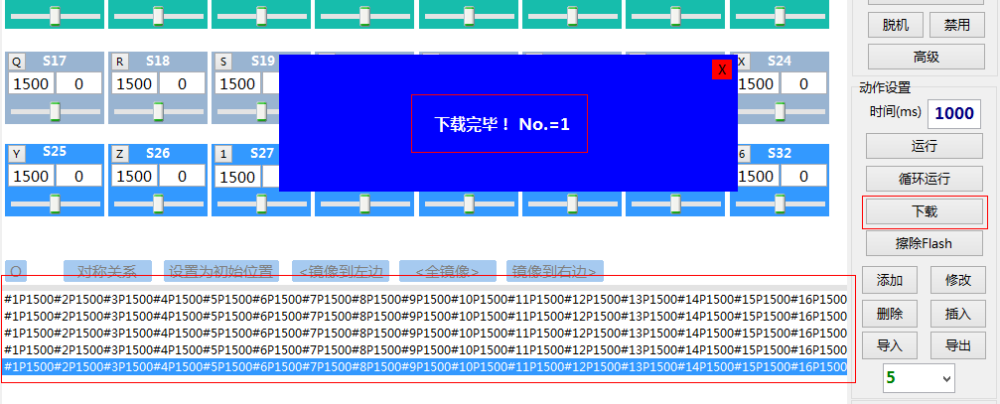 脱机 禁用
高级
Q S17 R S18 S S19 X S24
1500 0 1500 0 1500 1500 0
动作设置
时间(ms) 1000
下载完毕！ No.=1
X
运行
Y S25 Z S26 1 S27 6 S32
1500 0 1500 0 1500 1500 0
循环运行
下载
擦除Flash
O 对称关系 设置为初始位置 <镜像到左边 <全镜像> 镜像到右边>
#1P1500#2P1500#3P1500#4P1500#5P1500#6P1500#7P1500#8P1500#9P1500#10P1500#11P1500#12P1500#13P1500#14P1500#15P1500#16P1500
#1P1500#2P1500#3P1500#4P1500#5P1500#6P1500#7P1500#8P1500#9P1500#10P1500#11P1500#12P1500#13P1500#14P1500#15P1500#16P1500
#1P1500#2P1500#3P1500#4P1500#5P1500#6P1500#7P1500#8P1500#9P1500#10P1500#11P1500#12P1500#13P1500#14P1500#15P1500#16P1500
#1P1500#2P1500#3P1500#4P1500#5P1500#6P1500#7P1500#8P1500#9P1500#10P1500#11P1500#12P1500#13P1500#14P1500#15P1500#16P1500
#1P1500#2P1500#3P1500#4P1500#5P1500#6P1500#7P1500#8P1500#9P1500#10P1500#11P1500#12P1500#13P1500#14P1500#15P1500#16P1500
添加 修改
删除 插入
导入 导出
5